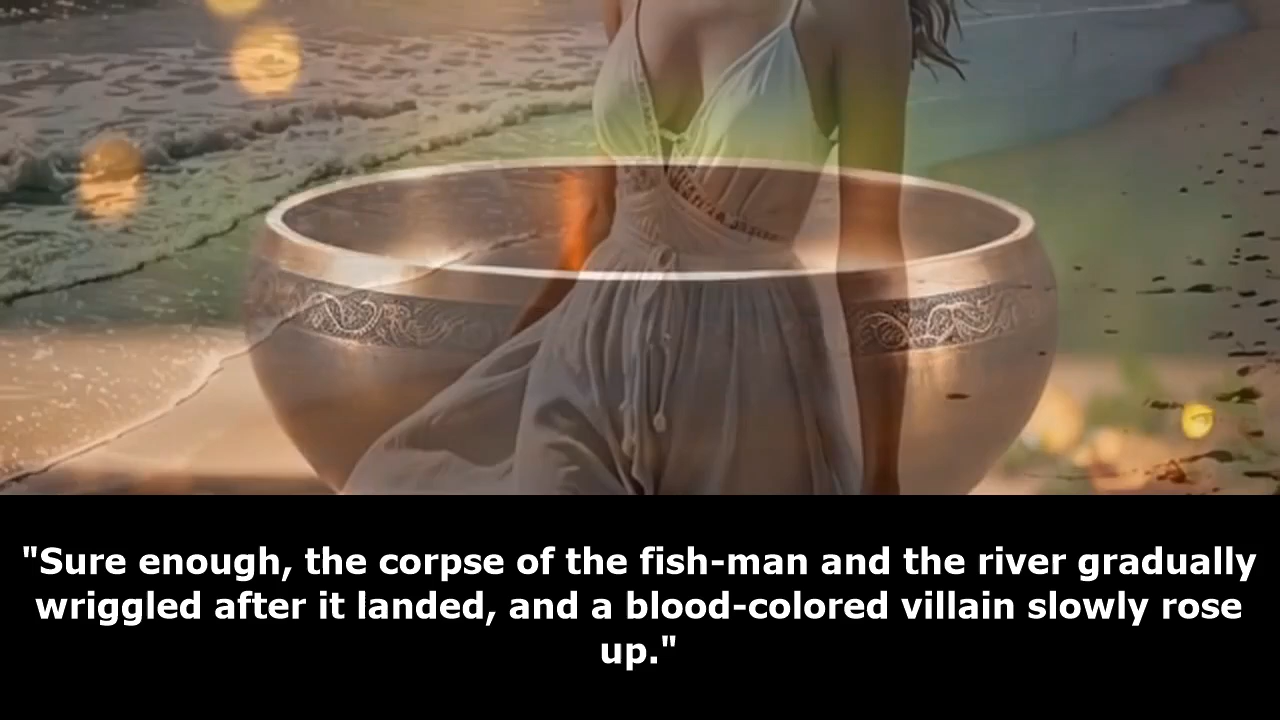 "Sure enough, the corpse of the fish-man and the river gradually
wriggled after it landed, and a blood-colored villain slowly rose
up."